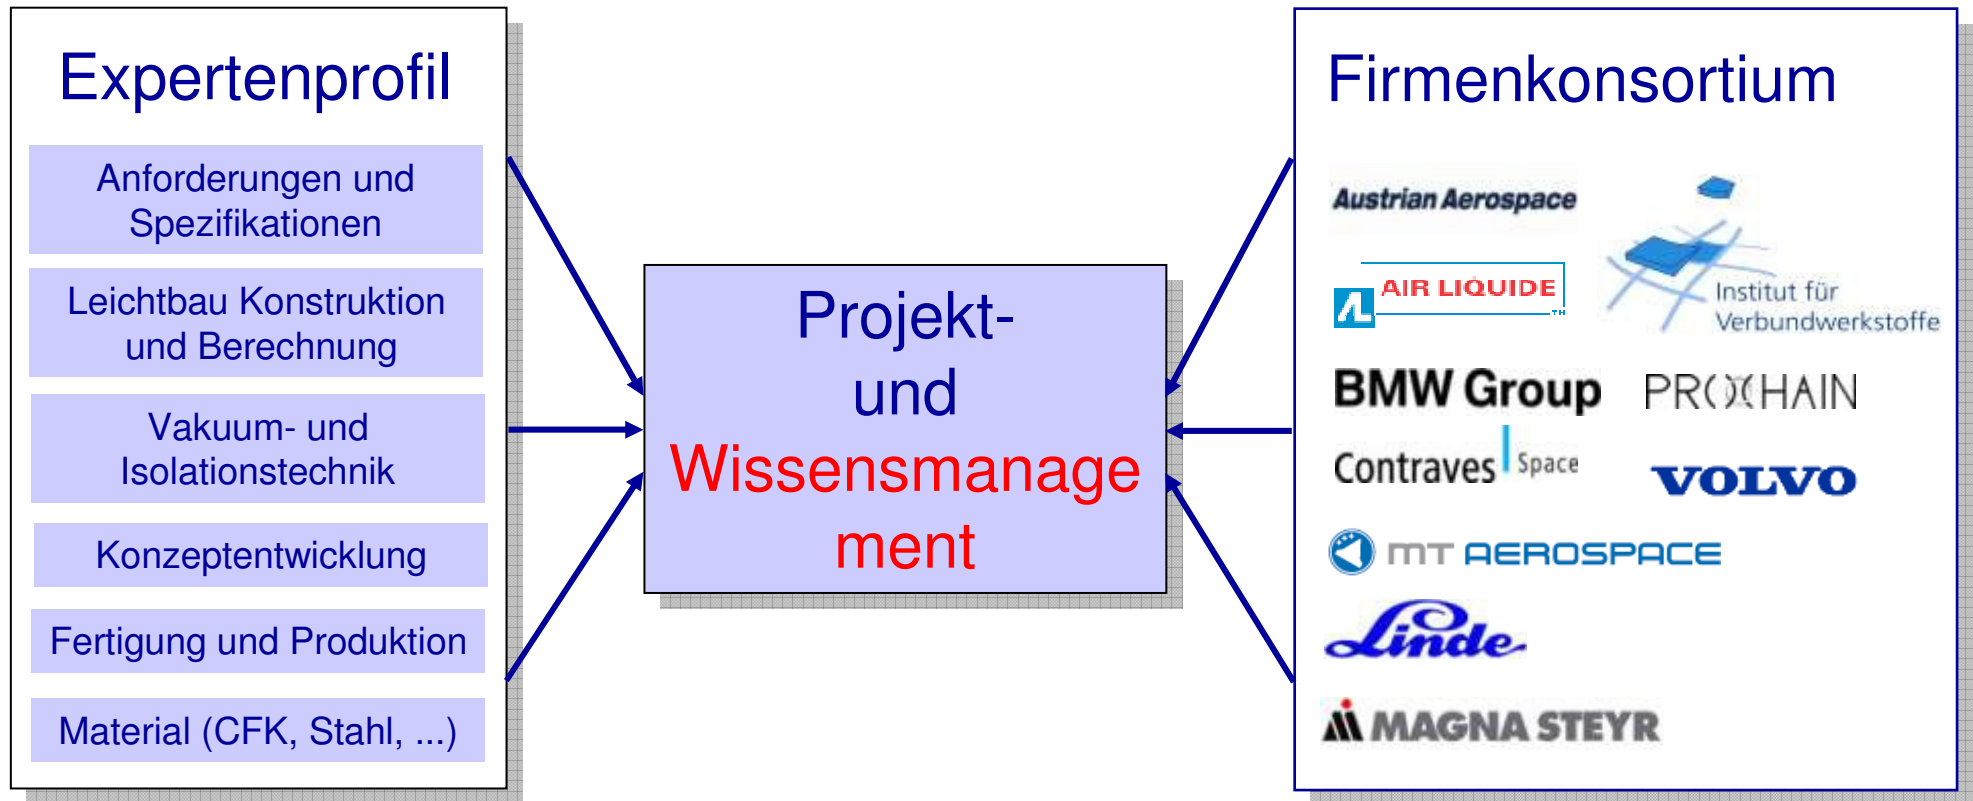 Expertenprofil
Anforderungen und
Spezifikationen
Leichtbau Konstruktion
und Berechnung
Vakuum- und
Isolationstechnik
Konzeptentwicklung
Fertigung und Produktion
Material (CFK, Stahl, ...)
Projekt-
und
Wissensmanage
ment
Firmenkonsortium
Austrian Aerospace
AL AIR LIQUIDE
TM
Institut für
Verbundwerkstoffe
BMW Group
PROCHAIN
Contraves Space
VOLVO
MT AEROSPACE
Linde
MAGNA STEYR